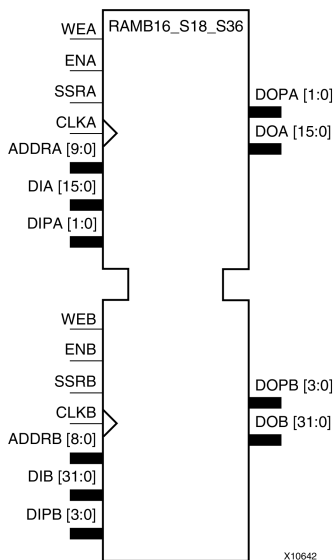 RAMB16_S18_S36
WEA
ENA
SSRA
CLKA
ADDRA [9:0]
DIA [15:0]
DIPA [1:0]
DOPA [1:0]
DOA [15:0]
WEB
ENB
SSRB
CLKB
ADDRB [8:0]
DIB [31:0]
DIPB [3:0]
DOPB [3:0]
DOB [31:0]
X10642